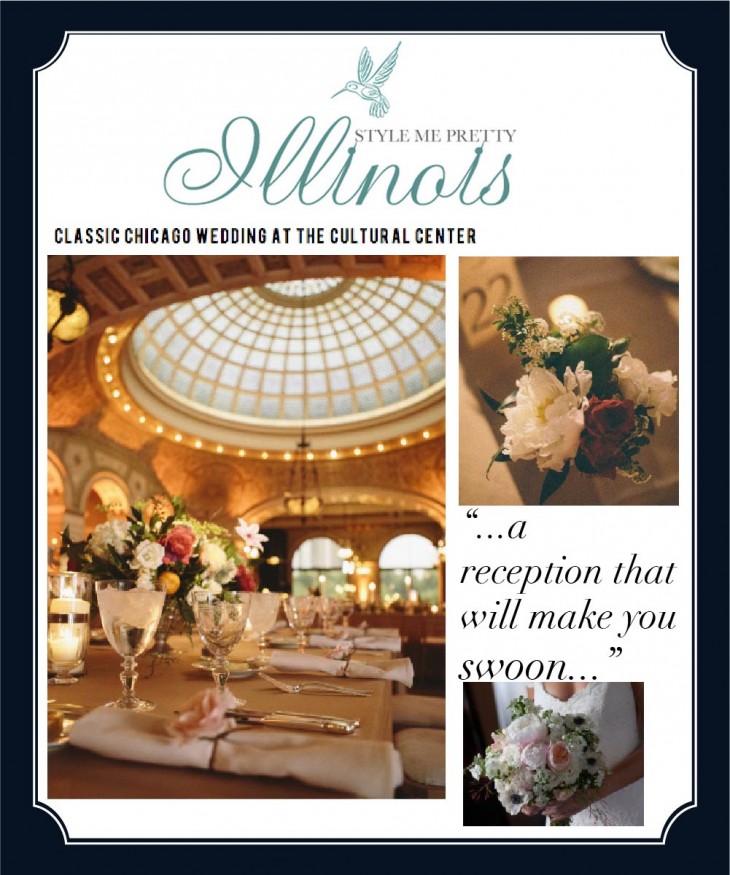 STYLE ME PRETTY
Illinois
CLASSIC CHICAGO WEDDING AT THE CULTURAL CENTER
22
“...a
reception that
will make you
swoon...”